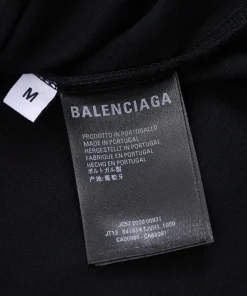 M
BALENCIAGA
PRODOTTO IN PORTOGALLO
MADE IN PORTUGAL
HERGESTELLT IN PORTUGAL
FABRIQUE EN PORTUGAL
HECHO EN PORTUGAL
ポルトガル製
产地:葡萄牙